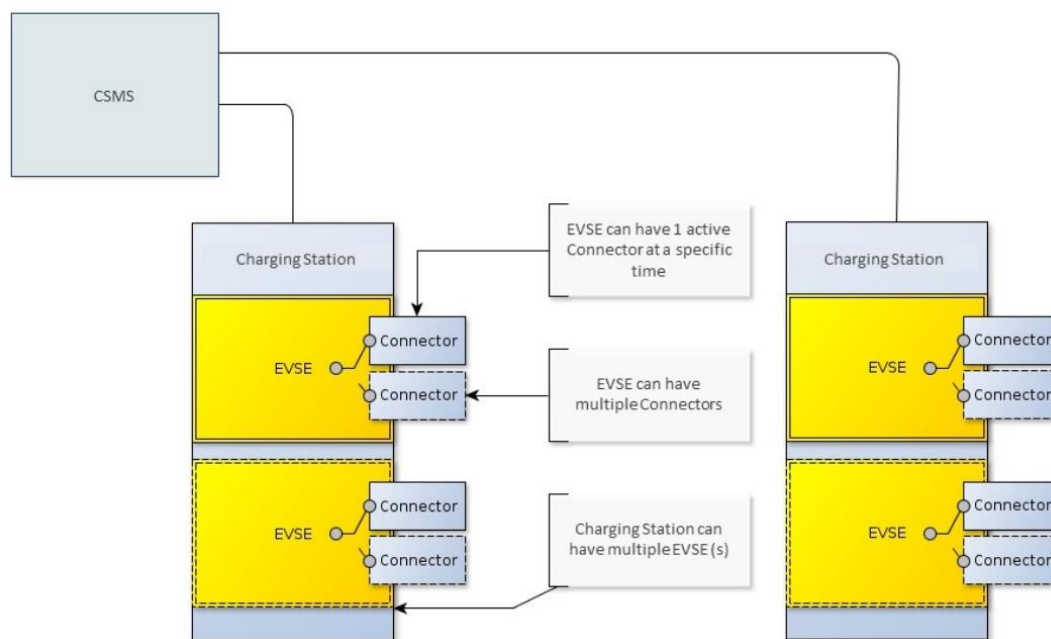 CSMS
Charging Station
EVSE
Connector
Connector
EVSE
Connector
Connector
EVSE can have 1 active
Connector at a specific
time
EVSE can have
multiple Connectors
Charging Station can
have multiple EVSE (s)
Charging Station
EVSE
Connector
Connector
EVSE
Connector
Connector